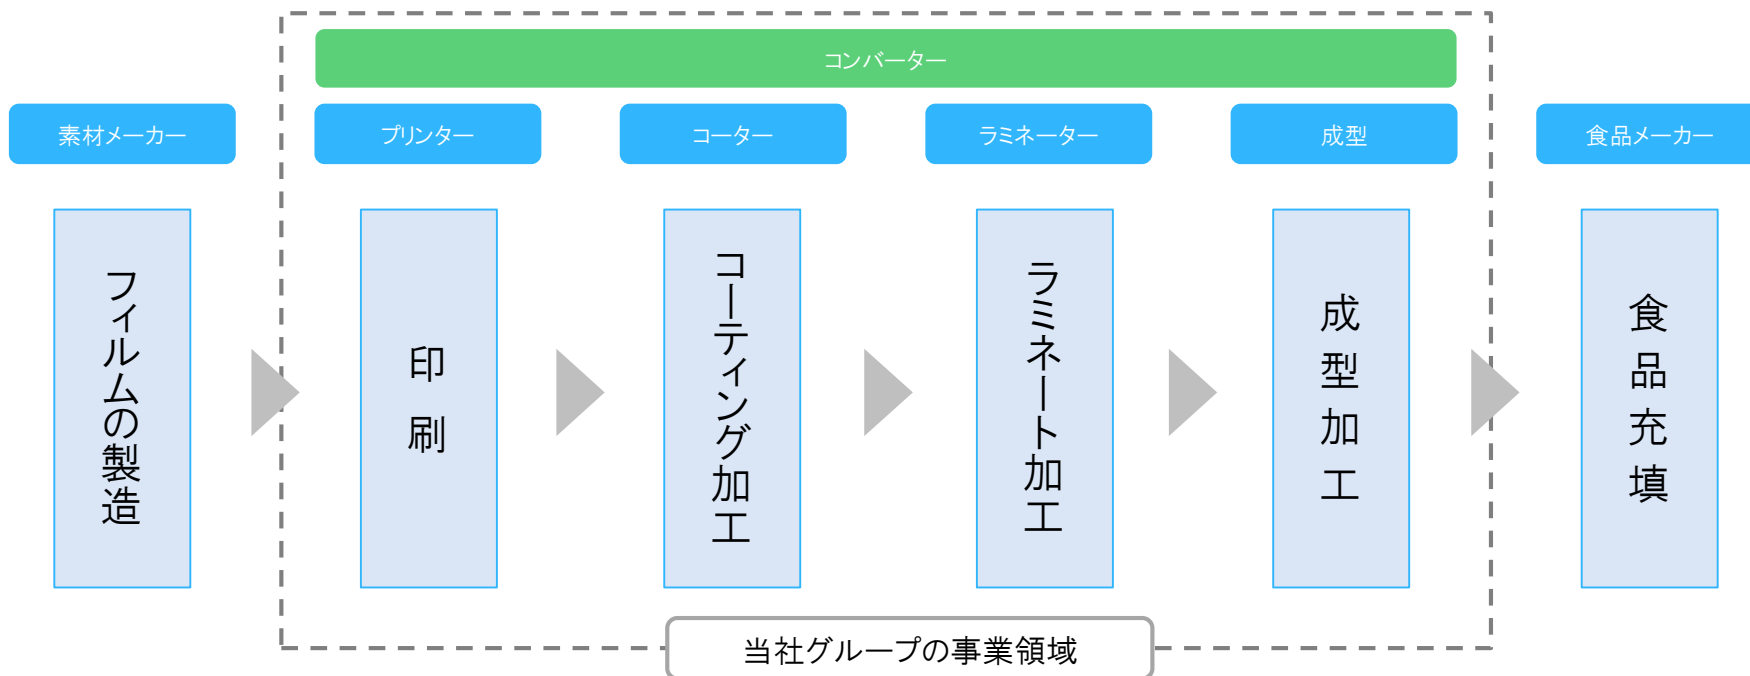 コンバーター
素材メーカー
プリンター
コーター
ラミネーター
成型
食品メーカー
フィルムの製造
印刷
コーティング加工
ラミネート加工
成型加工
食品充填
当社グループの事業領域